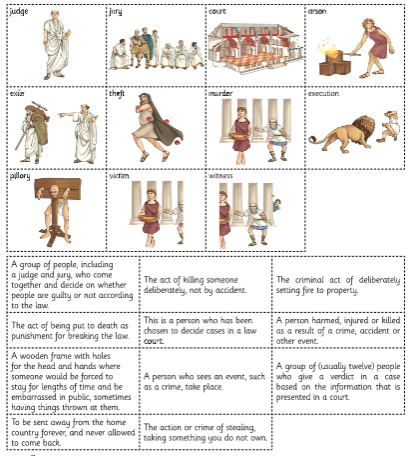 judge
jury
court
arson
exile
theft
murder
execution
pillory
victim
witness
A group of people, including
a judge and jury, who come
together and decide on whether
people are guilty or not according
to the law.
The act of killing someone
deliberately, not by accident.
The criminal act of deliberately
setting fire to property.
The act of being put to death as
punishment for breaking the law.
This is a person who has been
chosen to decide cases in a law
court.
A person harmed, injured or killed
as a result of a crime, accident or
other event.
A wooden frame with holes
for the head and hands where
someone would be forced to
stay for lengths of time and be
embarrassed in public, sometimes
having things thrown at them.
A person who sees an event, such
as a crime, take place.
A group of (usually twelve) people
who give a verdict in a case
based on the information that is
presented in a court.
To be sent away from the home
country forever, and never allowed
to come back.
The action or crime of stealing,
taking something you do not own.